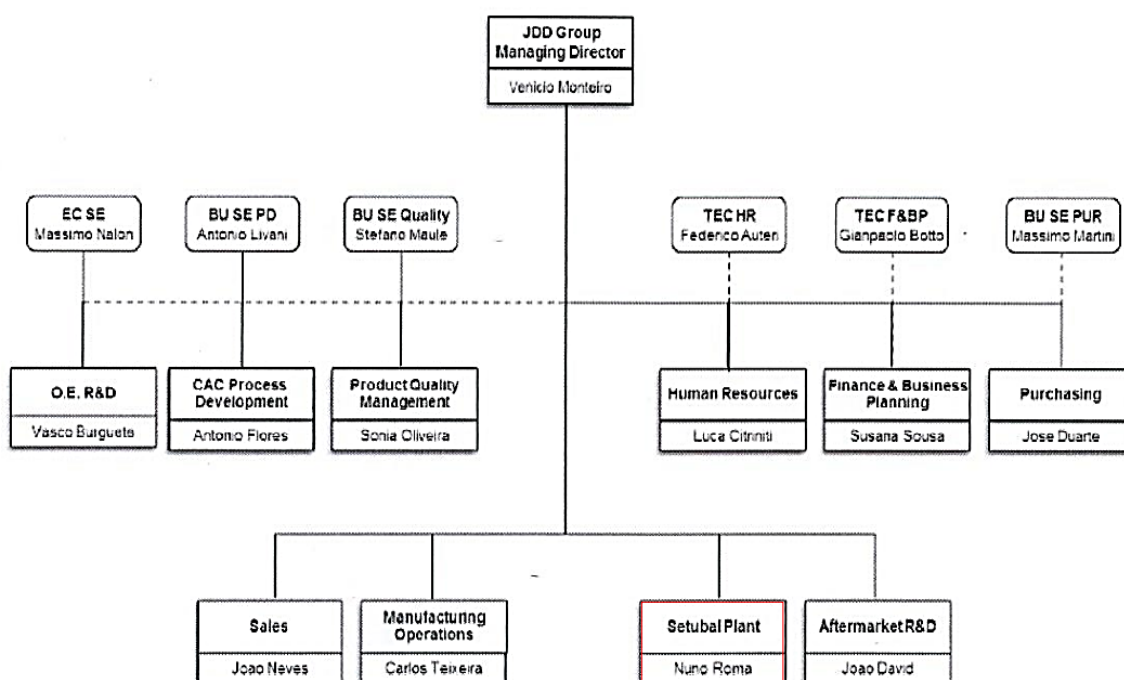 JDD Group
Managing Director
Venicio Monteiro
EC SE
Massimo Nalon
BU SE PD
Antonio Livani
BU SE Quality
Stefano Maule
TEC HR
Federico Auteri
TEC F&BP
Gianpaolo Botto
BU SE PUR
Massimo Martini
O.E. R&D
Vasco Burguete
CAC Process
Development
Antonio Flores
Product Quality
Management
Sonia Oliveira
Human Resources
Luca Citriniti
Finance & Business
Planning
Susana Sousa
Purchasing
Jose Duarte
Sales
Joao Neves
Manufacturing
Operations
Carlos Teixeira
Setubal Plant
Nuno Roma
Aftermarket R&D
Joao David